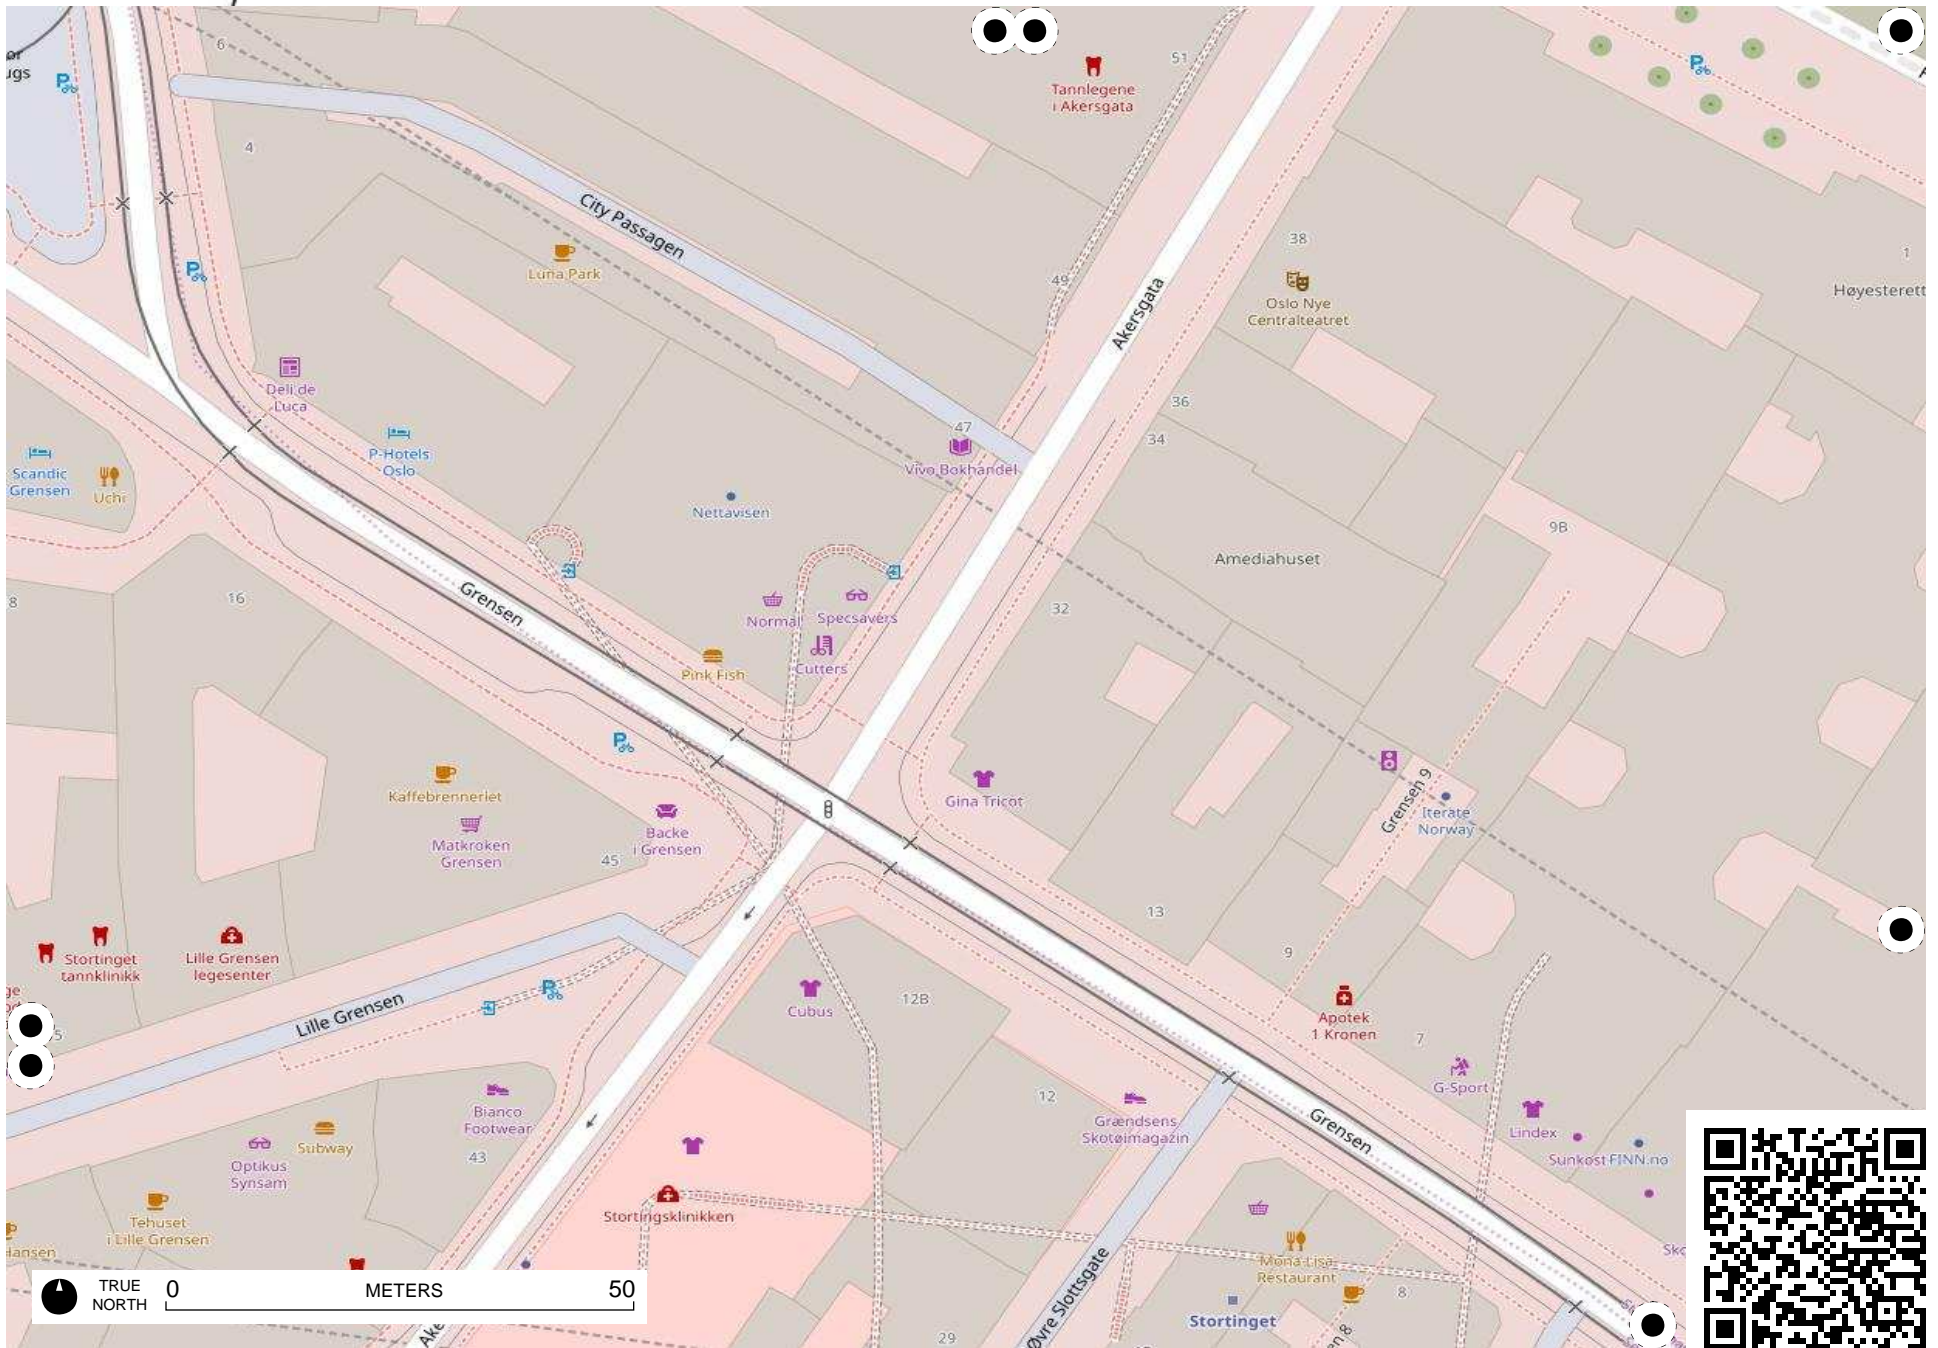 6
51
Tannlegene
i Akersgata
4
City Passagen
Luna Park
49
Akersgata
38
Oslo Nye
Centralteatret
1
Høyesterett
Deli de
Luca
36
47
34
P-Hotels
Oslo
Vivo Bokhandel
Scandic
Grensen
Uchi
Nettavisen
9B
Amediahuset
Grensen
16
8
32
Normal
Specsavers
Cutters
Pink Fish
Kaffebrenneriet
Gina Tricot
Grensen 9
Iterate
Norway
Matkroken
Grensen
Backe
i Grensen
45
13
9
Stortinget
tannklinikk
Lille Grensen
legesenter
Lille Grensen
Cubus
12B
Apotek
1 Kronen
7
G-Sport
12
Grændsens
Skotøimagazin
Grensen
Lindex
Sunkost
FINN.no
Bianco
Footwear
Subway
43
Optikus
Synsam
Tehuset
i Lille Grensen
Hansen
Stortingsklinikken
Mona Lisa
Restaurant
8
Øvre Slottsgate
Stortinget
29
TRUE
NORTH
0 METERS 50